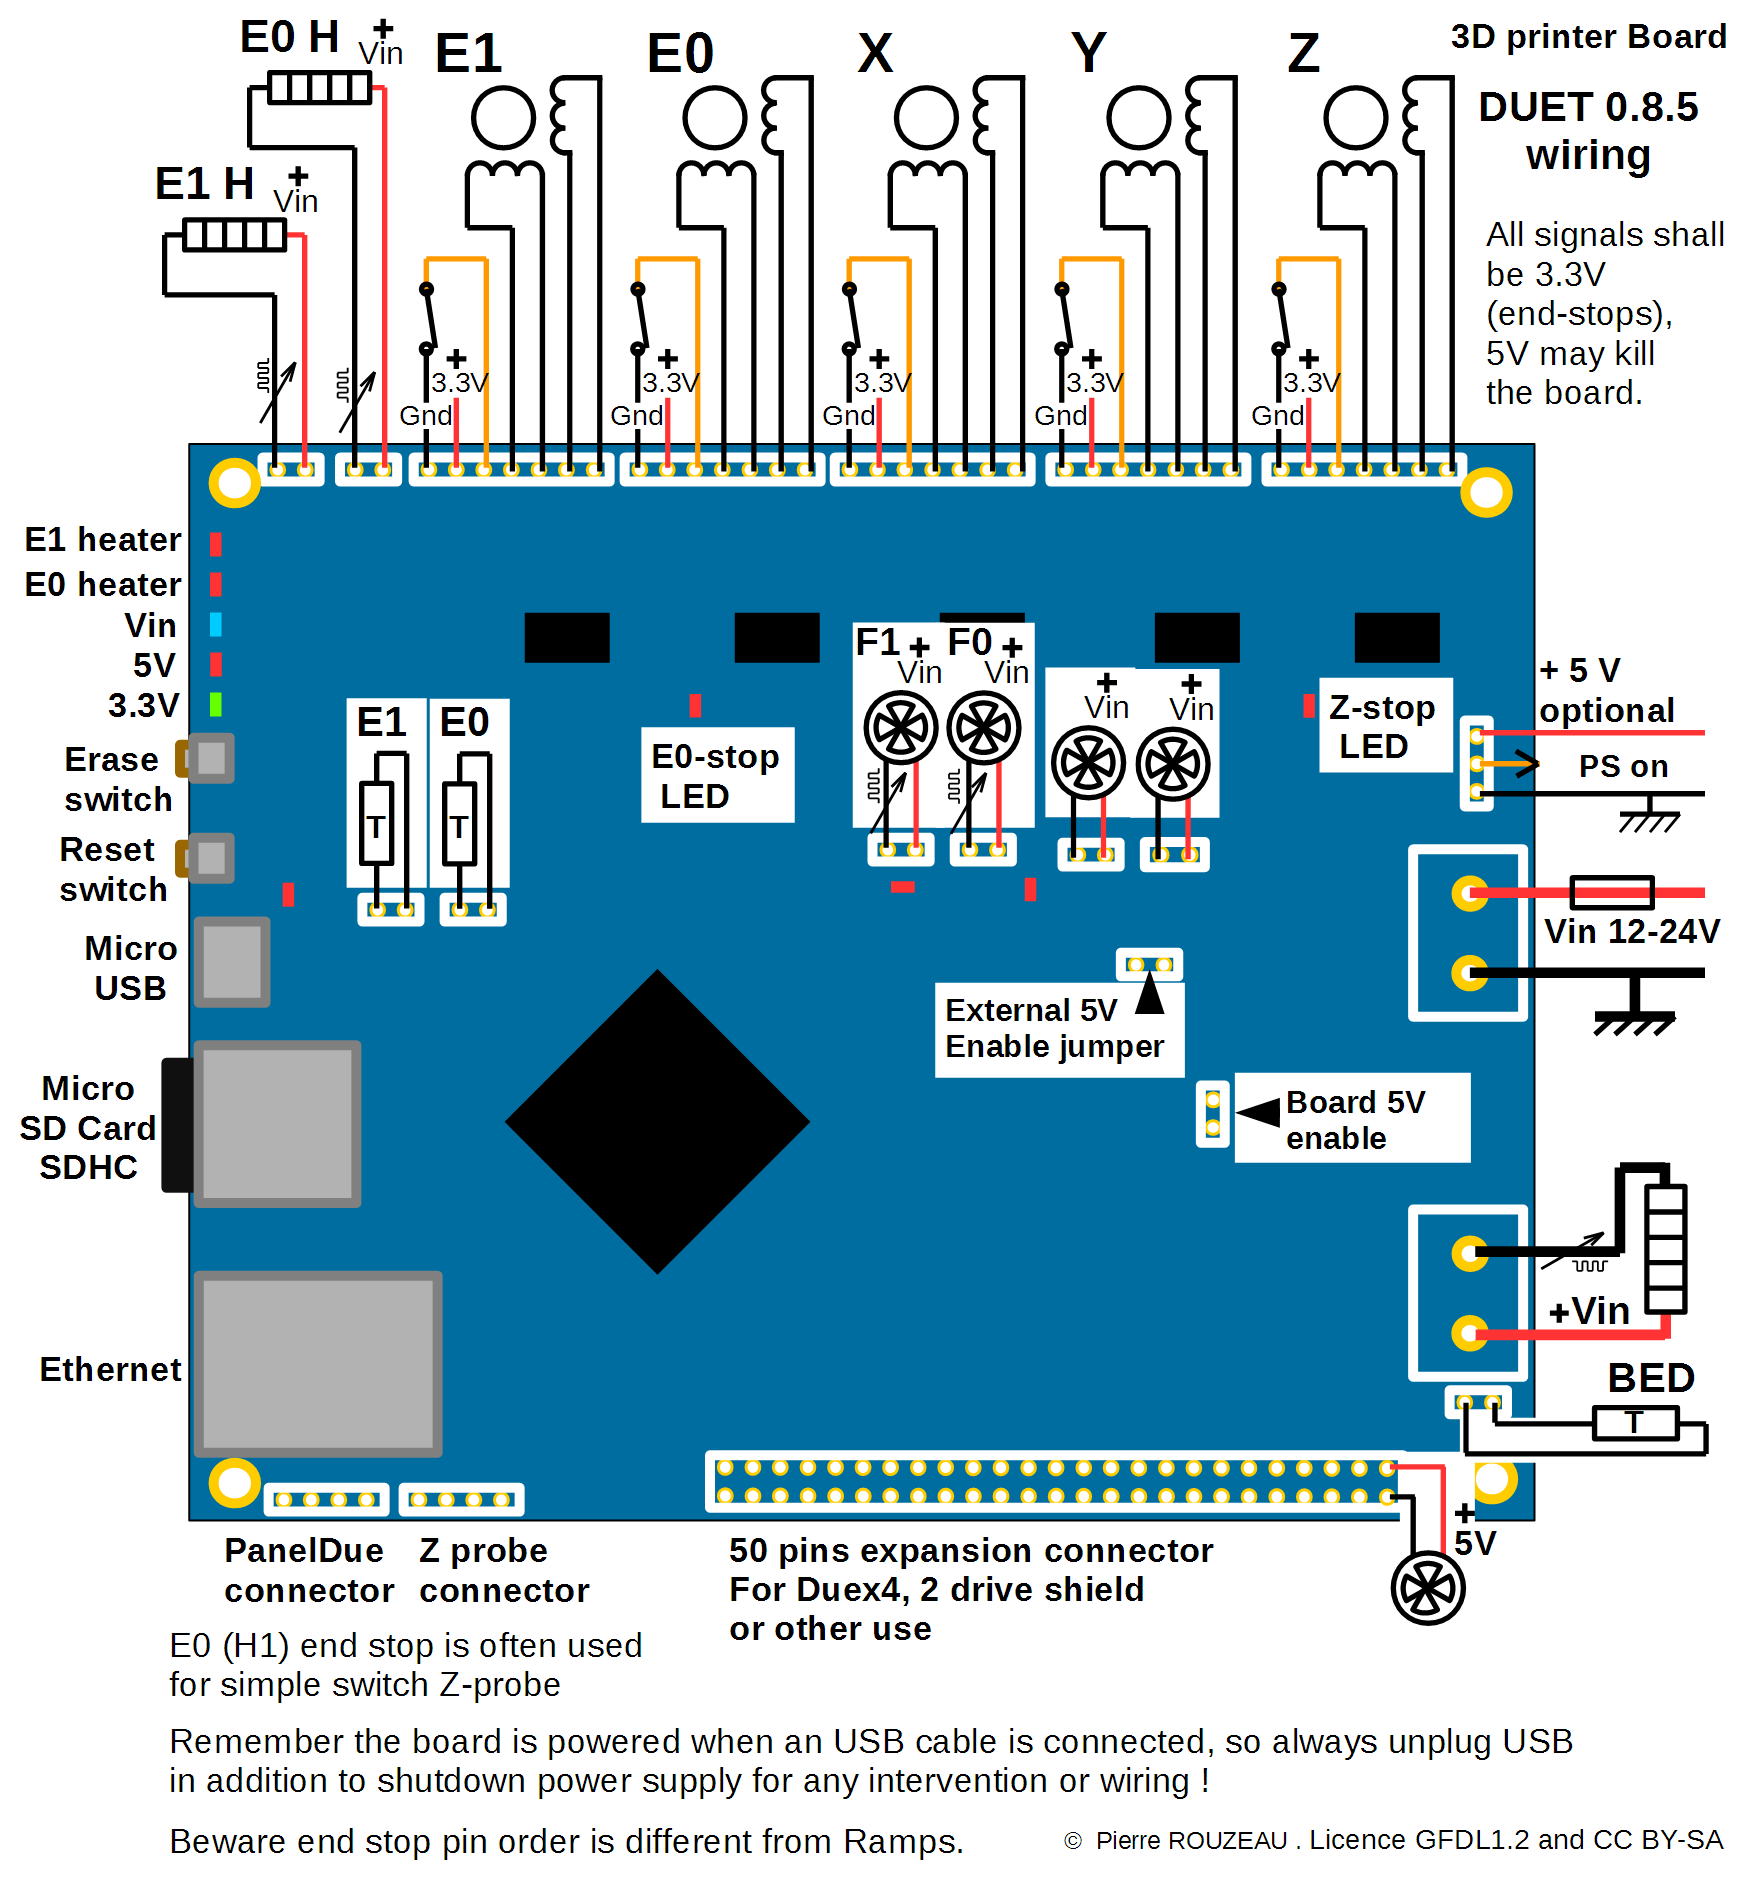 E0 H
+
Vin
E1
E0
X
Y
Z
3D printer Board
DUET 0.8.5
wiring
E1 H
+
Vin
All signals shall
be 3.3V
(end-stops),
5V may kill
the board.
+
3.3V
Gnd
+
3.3V
Gnd
+
3.3V
Gnd
+
3.3V
Gnd
+
3.3V
Gnd
E1 heater
E0 heater
Vin
5V
3.3V
Erase
switch
Reset
switch
Micro
USB
Micro
SD Card
SDHC
Ethernet
E1
T
E0
T
E0-stop
LED
F1 +
Vin
F0 +
Vin
+
Vin
+
Vin
Z-stop
LED
+ 5 V
optional
PS on
Vin 12-24V
External 5V
Enable jumper
Board 5V
enable
+Vin
BED
T
+
5V
PanelDue
connector
Z probe
connector
50 pins expansion connector
For Duex4, 2 drive shield
or other use
E0 (H1) end stop is often used
for simple switch Z-probe
Remember the board is powered when an USB cable is connected, so always unplug USB
in addition to shutdown power supply for any intervention or wiring !
Beware end stop pin order is different from Ramps.
© Pierre ROUZEAU . Licence GFDL1.2 and CC BY-SA